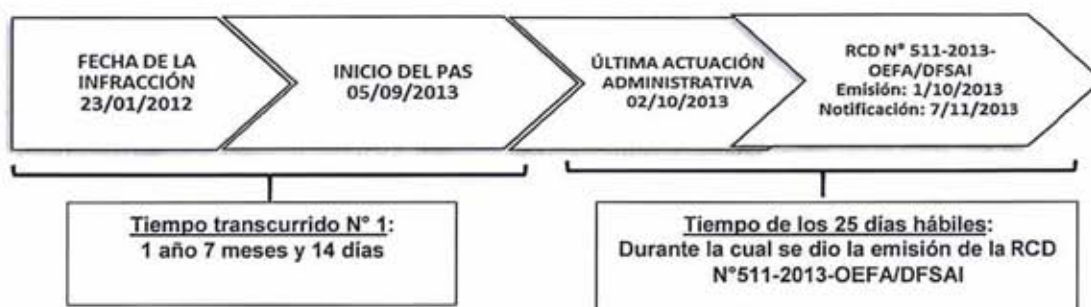 FECHA DE LA
INFRACCIÓN
23/01/2012
INICIO DEL PAS
05/09/2013
ÚLTIMA ACTUACIÓN
ADMINISTRATIVA
02/10/2013
RCD N° 511-2013-
OEFA/DFSAI
Emisión: 1/10/2013
Notificación: 7/11/2013
Tiempo transcurrido N° 1:
1 año 7 meses y 14 días
Tiempo de los 25 días hábiles:
Durante la cual se dio la emisión de la RCD
N°511-2013-OEFA/DFSAI